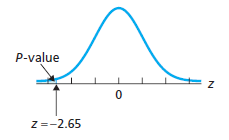 P-value
z
0
z = −2.65